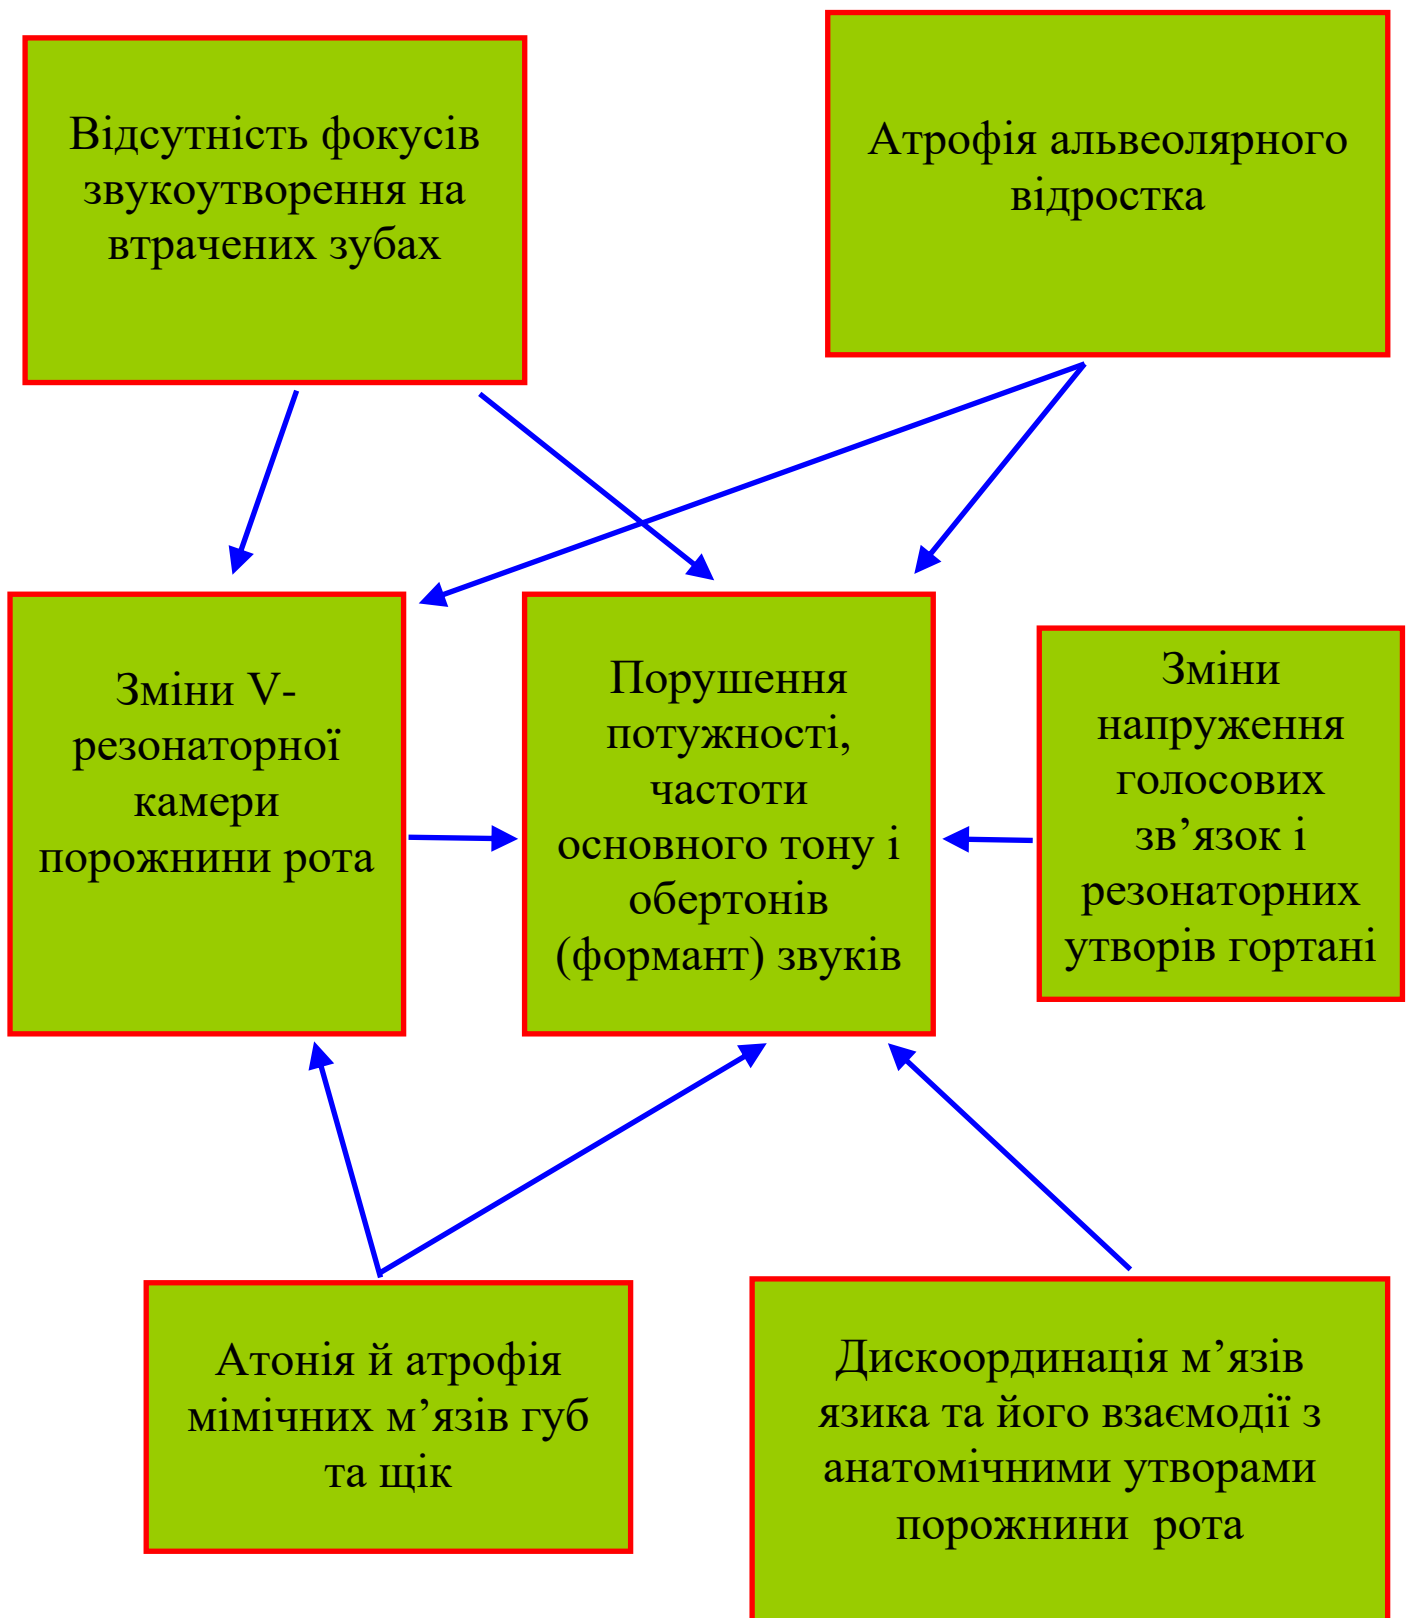 Відсутність фокусів
звукоутворення на
втрачених зубах
Атрофія альвеолярного
відростка
Зміни V-
резонаторної
камери
порожнини рота
Порушення
потужності,
частоти
основного тону і
обертонів
(формант) звуків
Зміни
напруження
голосових
зв’язок і
резонаторних
утворів гортані
Атонія й атрофія
мімічних м’язів губ
та щік
Дискоординація м’язів
язика та його взаємодії з
анатомічними утворами
порожнини рота